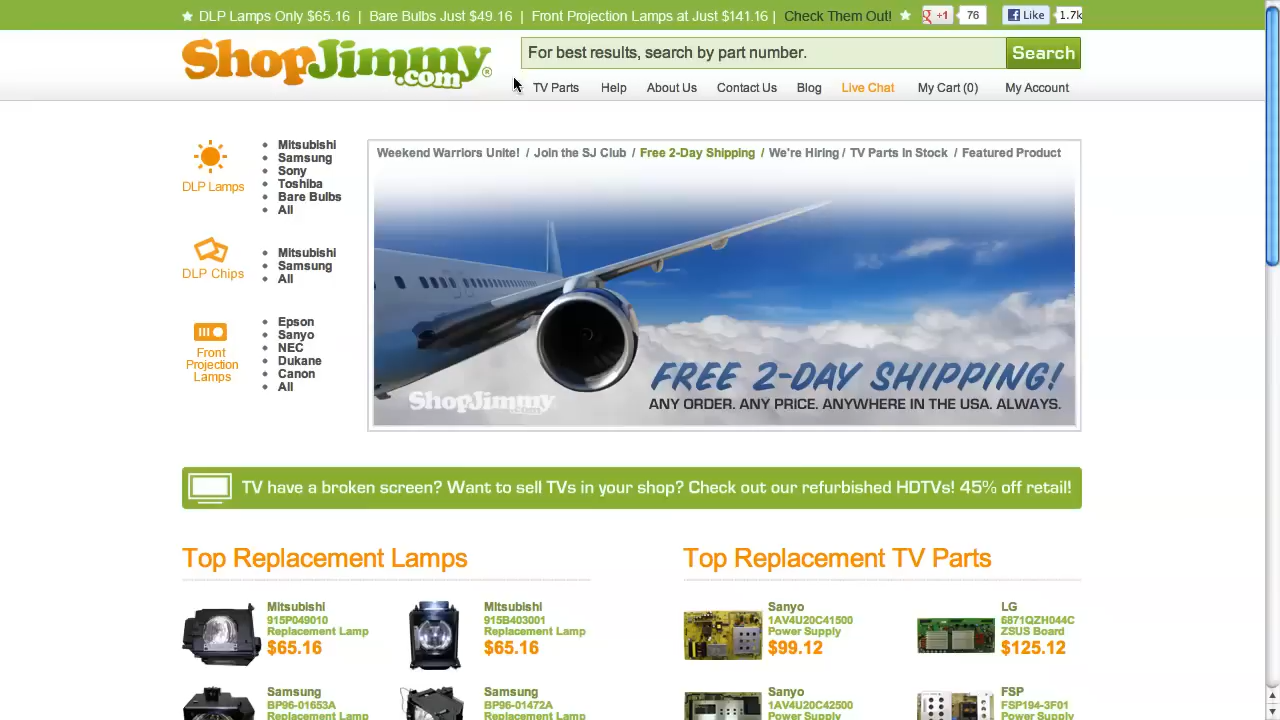 DLP Lamps Only $65.16 | Bare Bulbs Just $49.16 | Front Projection Lamps at Just $141.16 | Check Them Out! +1 76 Like 1.7k
ShopJimmy.com®
For best results, search by part number. Search
TV Parts Help About Us Contact Us Blog Live Chat My Cart (0) My Account
DLP Lamps
Mitsubishi
Samsung
Sony
Toshiba
Bare Bulbs
All
DLP Chips
Mitsubishi
Samsung
All
Front
Projection
Lamps
Epson
Sanyo
NEC
Dukane
Canon
All
Weekend Warriors Unite! / Join the SJ Club / Free 2-Day Shipping / We're Hiring / TV Parts In Stock / Featured Product
FREE 2-DAY SHIPPING!
ShopJimmy.com
ANY ORDER. ANY PRICE. ANYWHERE IN THE USA. ALWAYS.
TV have a broken screen? Want to sell TVs in your shop? Check out our refurbished HDTVs! 45% off retail!
Top Replacement Lamps
Mitsubishi
915P049010
Replacement Lamp
$65.16
Mitsubishi
915B403001
Replacement Lamp
$65.16
Samsung
BP96-01653A
Replacement Lamp
Samsung
BP96-01472A
Replacement Lamp
Top Replacement TV Parts
Sanyo
1AV4U20C41500
Power Supply
$99.12
LG
6871QZH044C
ZSUS Board
$125.12
Sanyo
1AV4U20C42500
Power Supply
FSP
FSP194-3F01
Power Supply